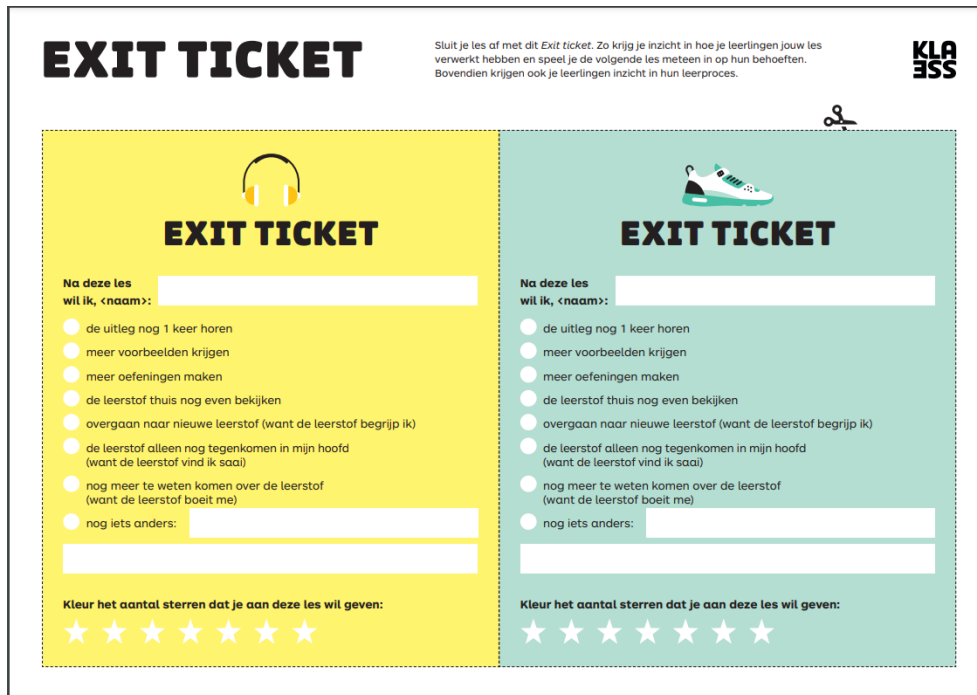 EXIT TICKET
Sluit je les af met dit Exit ticket. Zo krijg je inzicht in hoe je leerlingen jouw les
verwerkt hebben en speel je de volgende les meteen in op hun behoeften.
Bovendien krijgen ook je leerlingen inzicht in hun leerproces.
KLA
SSE
EXIT TICKET
Na deze les
wil ik, <naam>:
de uitleg nog 1 keer horen
meer voorbeelden krijgen
meer oefeningen maken
de leerstof thuis nog even bekijken
overgaan naar nieuwe leerstof (want de leerstof begrijp ik)
de leerstof alleen nog tegenkomen in mijn hoofd
(want de leerstof vind ik saai)
nog meer te weten komen over de leerstof
(want de leerstof boeit me)
nog iets anders:
Kleur het aantal sterren dat je aan deze les wil geven:
EXIT TICKET
Na deze les
wil ik, <naam>:
de uitleg nog 1 keer horen
meer voorbeelden krijgen
meer oefeningen maken
de leerstof thuis nog even bekijken
overgaan naar nieuwe leerstof (want de leerstof begrijp ik)
de leerstof alleen nog tegenkomen in mijn hoofd
(want de leerstof vind ik saai)
nog meer te weten komen over de leerstof
(want de leerstof boeit me)
nog iets anders:
Kleur het aantal sterren dat je aan deze les wil geven: